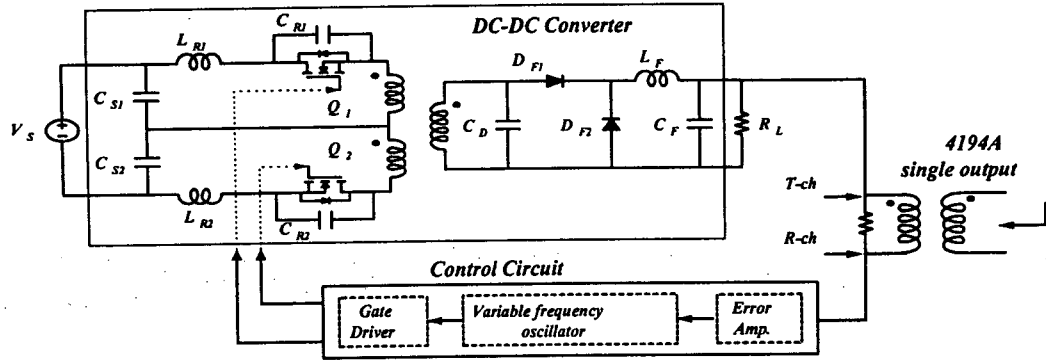 C R1
DC-DC Converter
L R1
D F1
L F
C S1
Q 1
V S
C D
D F2
C F
R L
C S2
Q 2
4194A
single output
T-ch
L R2
C R2
R-ch
Control Circuit
Gate
Driver
Variable frequency
oscillator
Error
Amp.